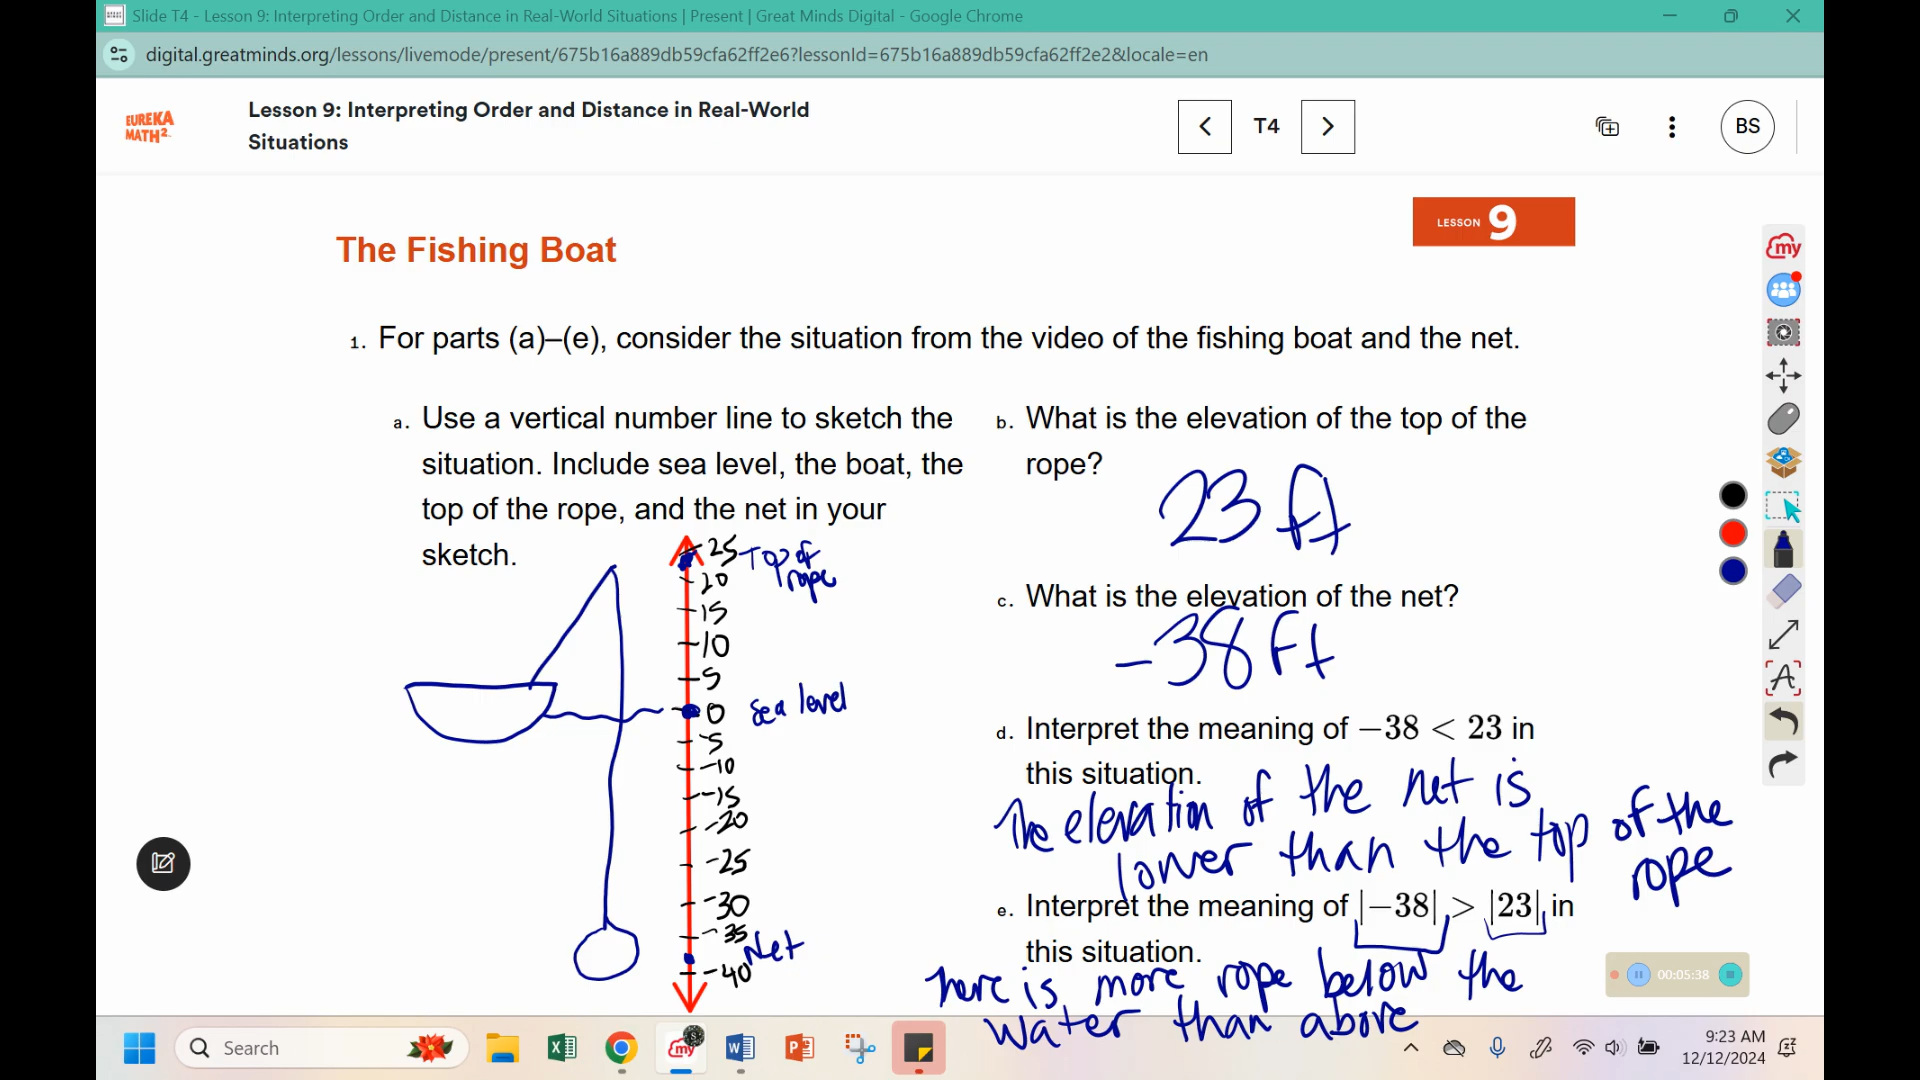 Slide T4 - Lesson 9: Interpreting Order and Distance in Real-World Situations | Present | Great Minds Digital - Google Chrome
digital.greatminds.org/lessons/livemode/present/675b16a889db59cfa62ff2e6?lessonId=675b16a889db59cfa62ff2e2&locale=en
EUREKA
MATH²
Lesson 9: Interpreting Order and Distance in Real-World
Situations
T4
BS
LESSON 9
The Fishing Boat
1. For parts (a)–(e), consider the situation from the video of the fishing boat and the net.
a. Use a vertical number line to sketch the
situation. Include sea level, the boat, the
top of the rope, and the net in your
sketch.
25 Top of
rope
20
15
10
5
0 Sea level
-5
-10
-15
-20
-25
-30
-35
Net
-40
b. What is the elevation of the top of the
rope?
23 ft
c. What is the elevation of the net?
-38 ft
d. Interpret the meaning of −38 < 23 in
this situation.
The elevation of the net is
lower than the top of the
rope
e. Interpret the meaning of |−38| > |23| in
this situation.
There is more rope below the
water than above
my
A
00:05:38
Search
my
9:23 AM
12/12/2024